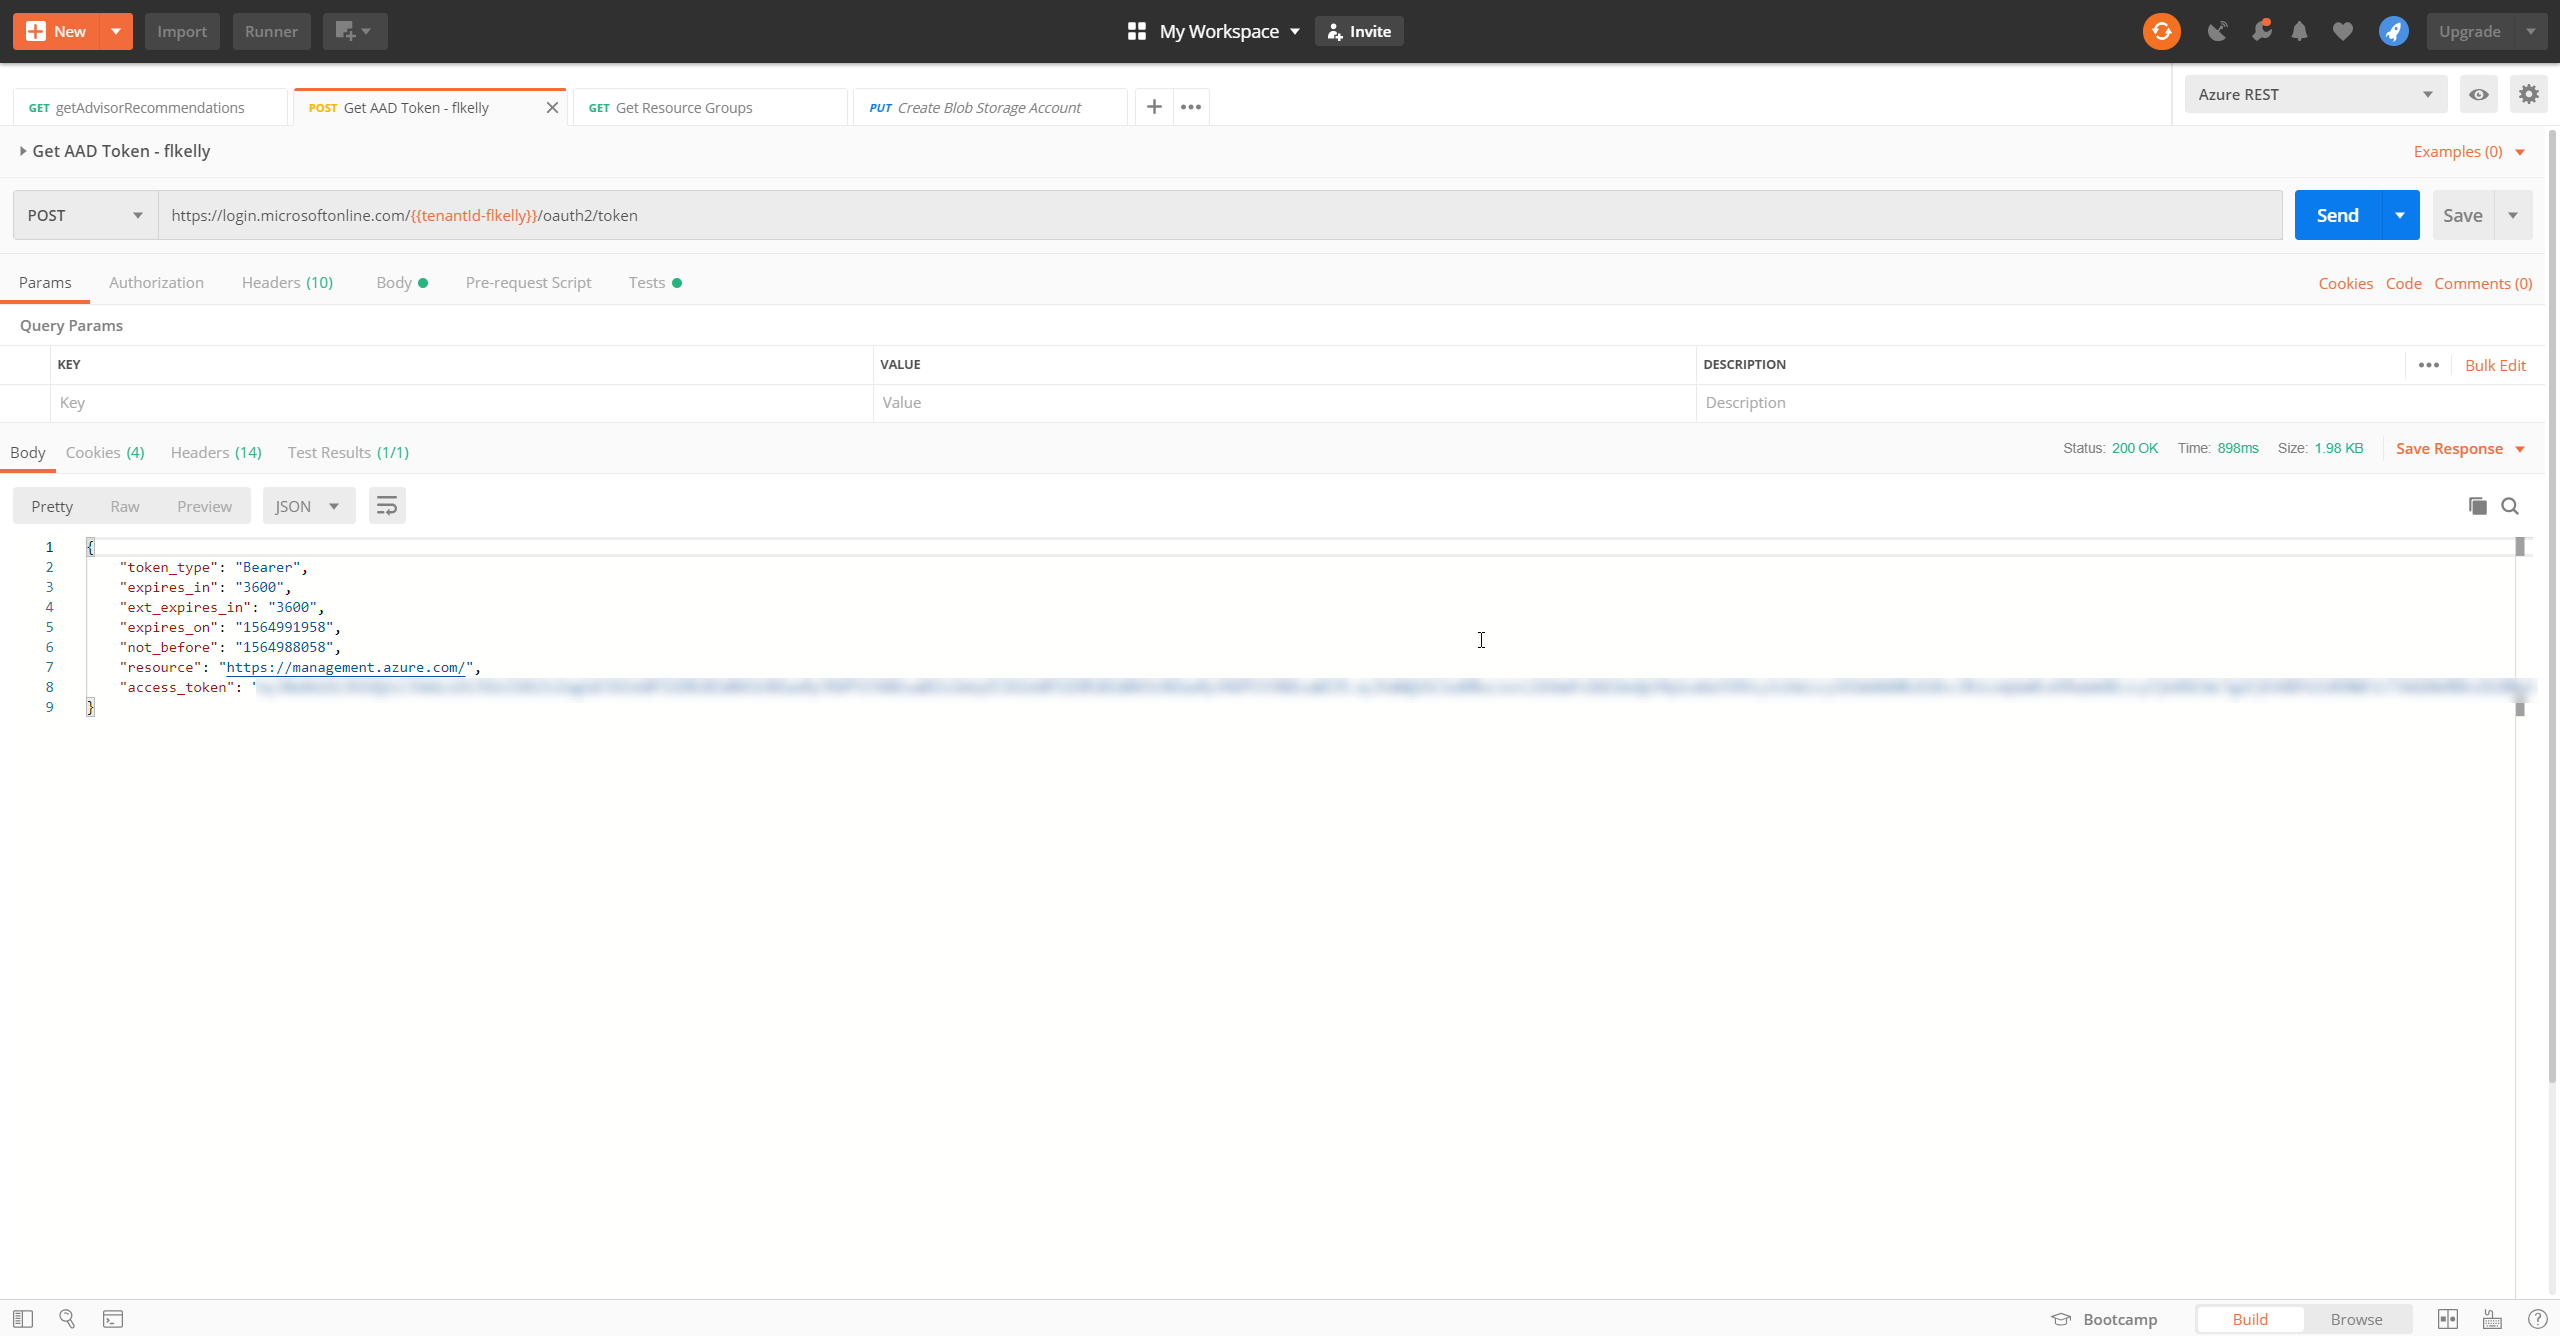 New Import Runner My Workspace Invite Upgrade
GET getAdvisorRecommendations POST Get AAD Token - flkelly GET Get Resource Groups PUT Create Blob Storage Account Azure REST
Get AAD Token - flkelly Examples (0)
POST https://login.microsoftonline.com/{{tenantId-flkelly}}/oauth2/token Send Save
Params Authorization Headers (10) Body Pre-request Script Tests Cookies Code Comments (0)
Query Params
KEY VALUE DESCRIPTION Bulk Edit
Key Value Description
Body Cookies (4) Headers (14) Test Results (1/1) Status: 200 OK Time: 898ms Size: 1.98 KB Save Response
Pretty Raw Preview JSON
1 {
2 "token_type": "Bearer",
3 "expires_in": "3600",
4 "ext_expires_in": "3600",
5 "expires_on": "1564991958",
6 "not_before": "1564988058",
7 "resource": "https://management.azure.com/",
8 "access_token": "
9 }
Bootcamp Build Browse